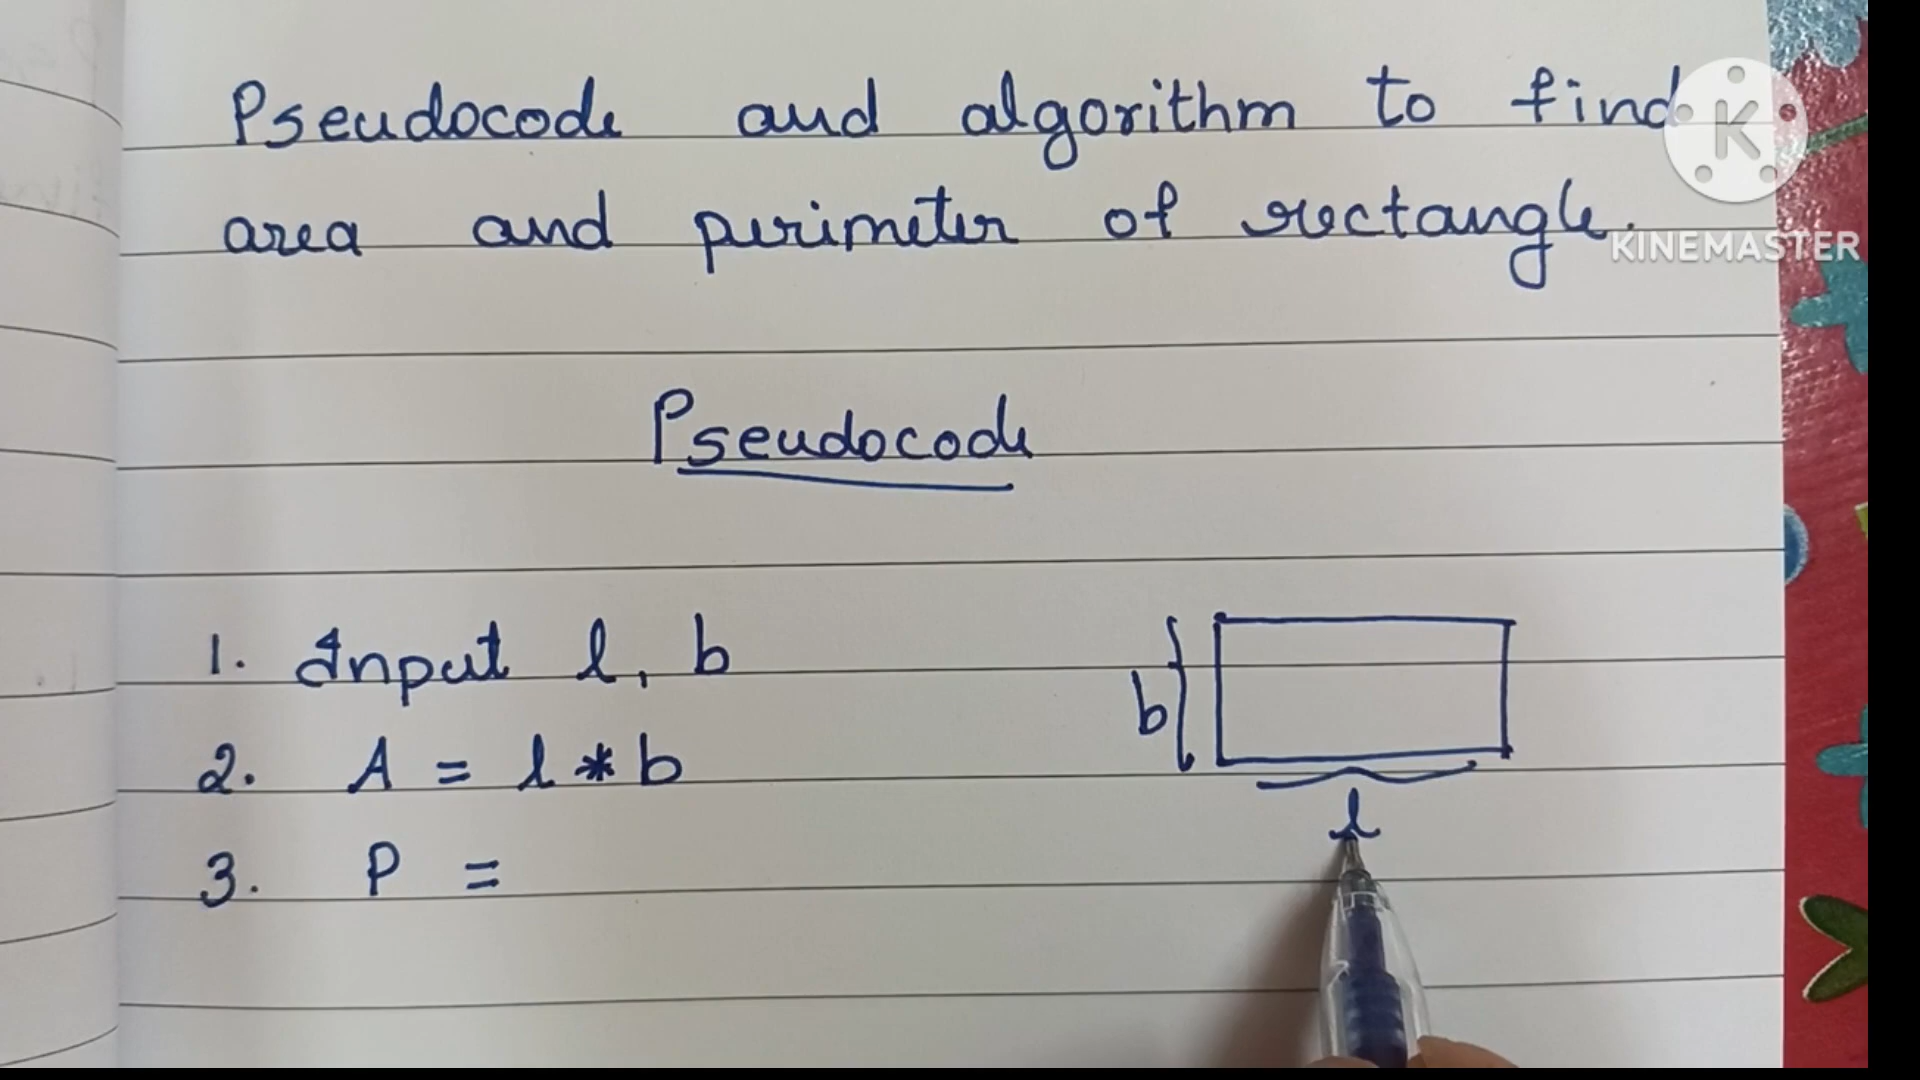 Pseudocode and algorithm to find
area and perimeter of rectangle.
K
KINEMASTER
Pseudocode
1. Input l, b
2. A = l * b
3. P =
b
l